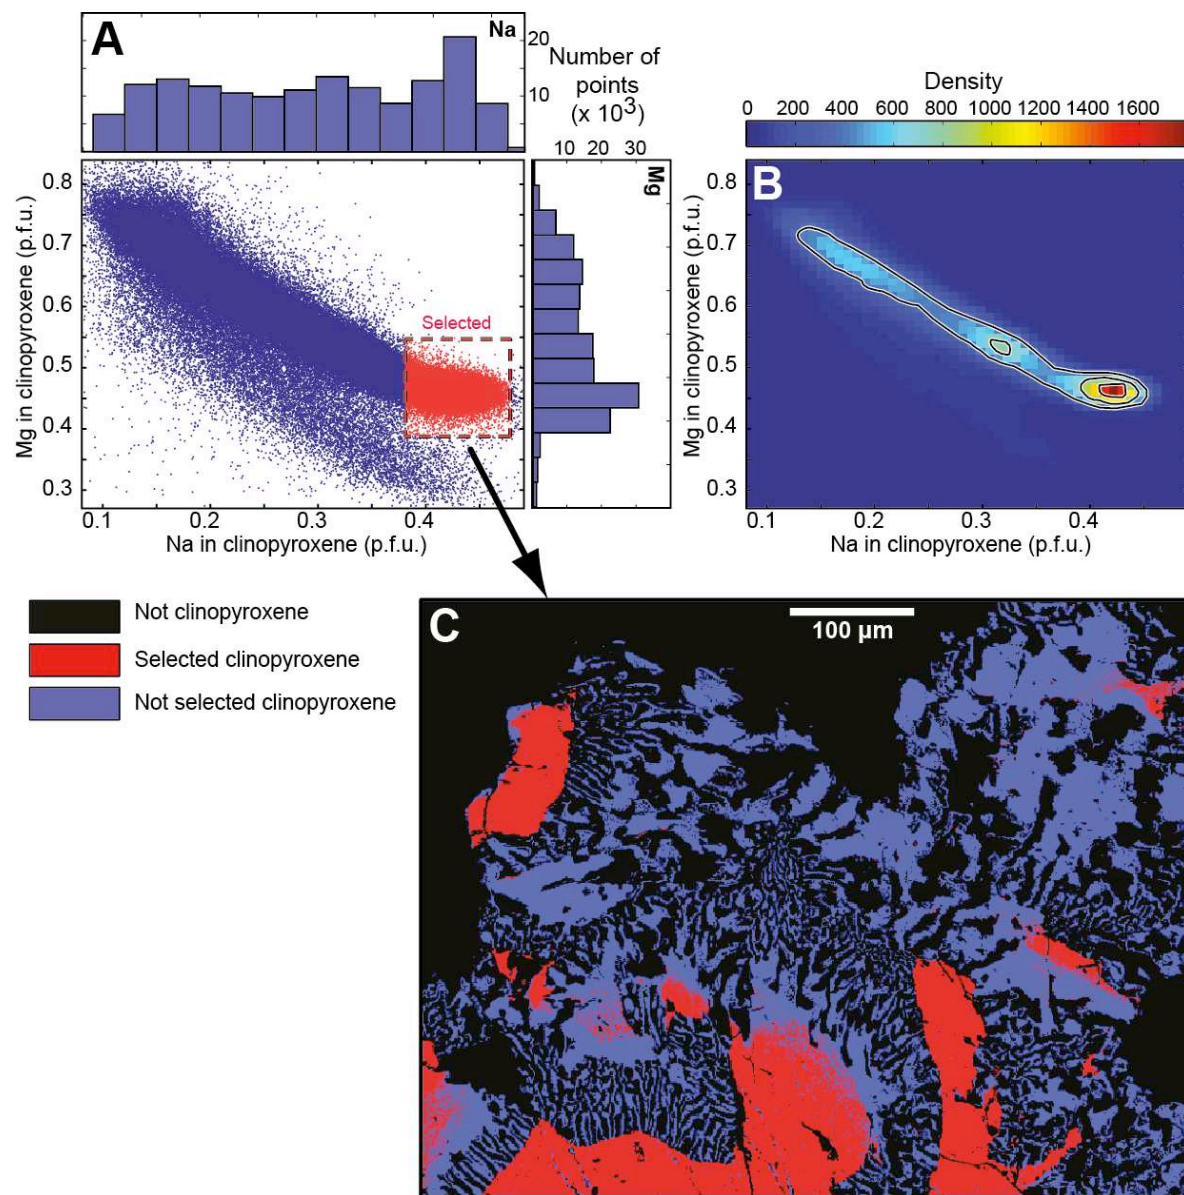 A
Na
20
10
Number of
points
(x 10³)
10 20 30
Mg
0.8
0.7
0.6
0.5
0.4
0.3
Mg in clinopyroxene (p.f.u.)
Selected
0.1 0.2 0.3 0.4
Na in clinopyroxene (p.f.u.)
Density
0 200 400 600 800 1000 1200 1400 1600
B
0.8
0.7
0.6
0.5
0.4
0.3
Mg in clinopyroxene (p.f.u.)
0.1 0.2 0.3 0.4
Na in clinopyroxene (p.f.u.)
Not clinopyroxene
Selected clinopyroxene
Not selected clinopyroxene
C
100 µm